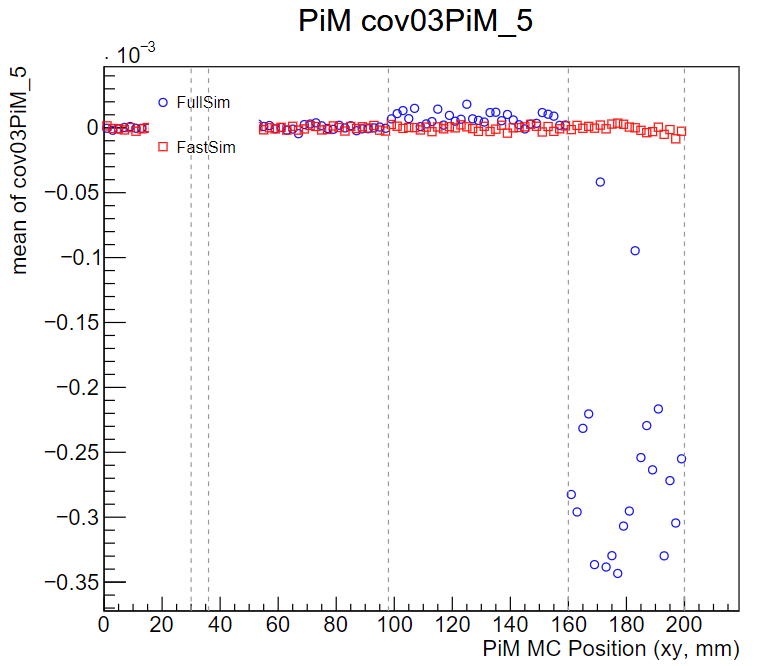 PiM cov03PiM_5
. 10−3
mean of cov03PiM_5
FullSim
FastSim
0
−0.05
−0.1
−0.15
−0.2
−0.25
−0.3
−0.35
0 20 40 60 80 100 120 140 160 180 200
PiM MC Position (xy, mm)